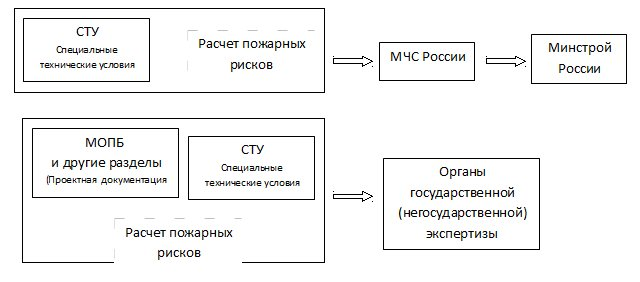 СТУ
Специальные
технические условия
Расчет пожарных
рисков
МЧС России
Минстрой
России
МОПБ
и другие разделы
(Проектная документация
СТУ
Специальные
технические условия
Расчет пожарных
рисков
Органы
государственной
(негосударственной)
экспертизы